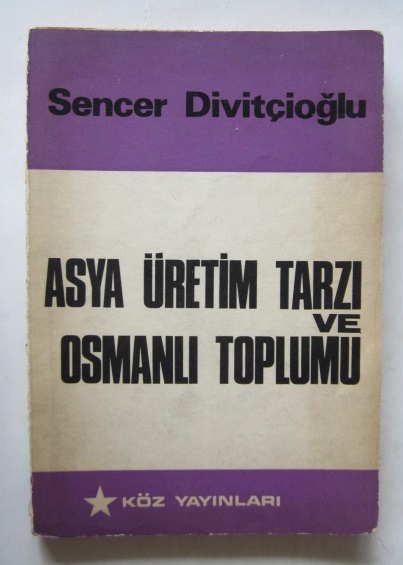 Sencer Divitçioğlu
ASYA ÜRETİM TARZI
VE
OSMANLI TOPLUMU
KÖZ YAYINLARI